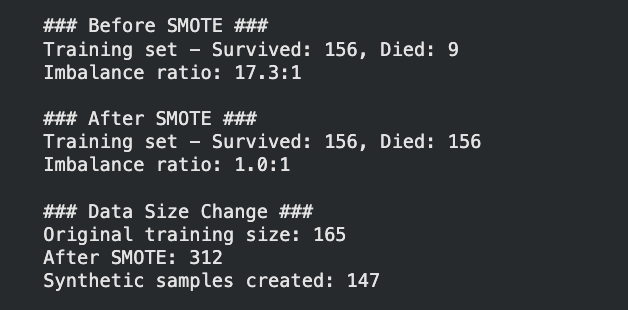 ### Before SMOTE ###
Training set – Survived: 156, Died: 9
Imbalance ratio: 17.3:1
### After SMOTE ###
Training set – Survived: 156, Died: 156
Imbalance ratio: 1.0:1
### Data Size Change ###
Original training size: 165
After SMOTE: 312
Synthetic samples created: 147